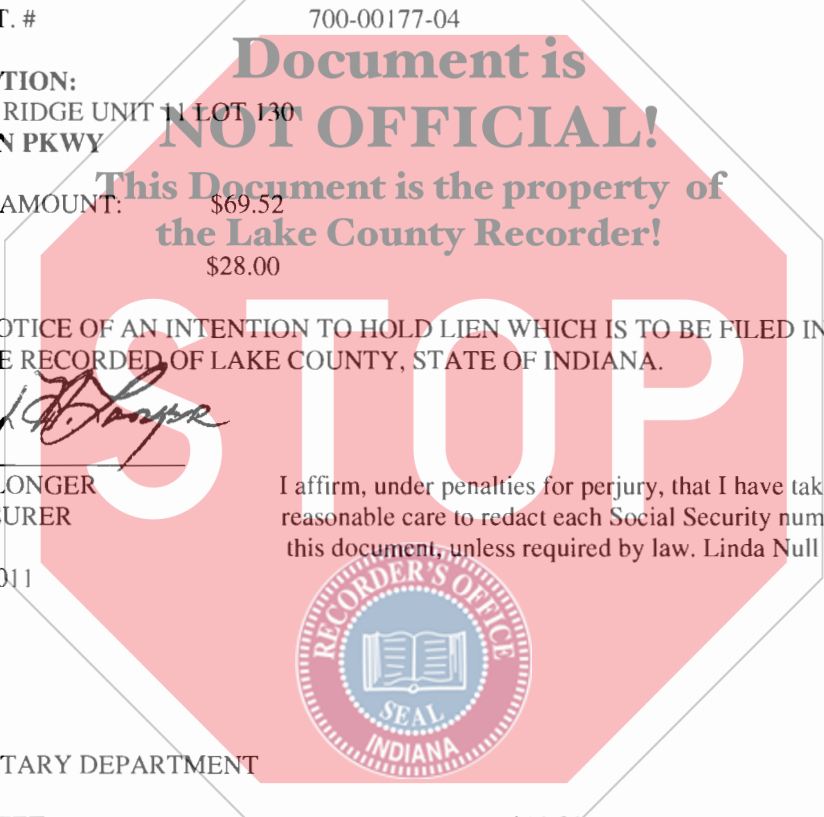 T. # 700-00177-04
Document is
TION:
RIDGE UNIT 11 LOT 130
NOT OFFICIAL!
N PKWY
This Document is the property of
AMOUNT: $69.52
the Lake County Recorder!
$28.00
STOP
OTICE OF AN INTENTION TO HOLD LIEN WHICH IS TO BE FILED IN
E RECORDED OF LAKE COUNTY, STATE OF INDIANA.
LONGER
SURER
I affirm, under penalties for perjury, that I have tak
reasonable care to redact each Social Security num
this document, unless required by law. Linda Null
011
RECORDER'S OFFICE
SEAL
INDIANA
TARY DEPARTMENT